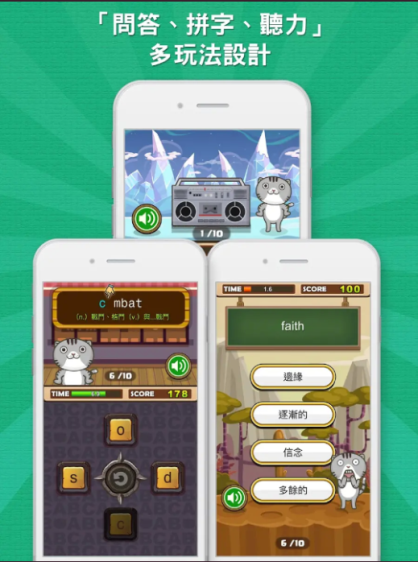 「問答、拼字、聽力」
多玩法設計
1/10
c mbat
(n.) 戰鬥、格鬥 (v.) 與...戰鬥
6/10
TIME SCORE 178
o
s
d
c
TIME 1.6 SCORE 100
faith
邊緣
逐漸的
信念
多餘的
6/10